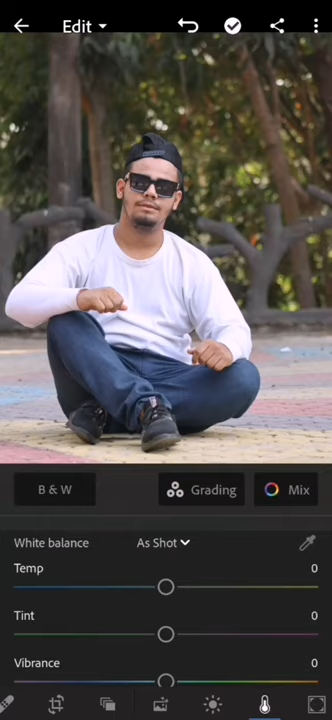 Edit
B & W
Grading
Mix
White balance
As Shot
Temp
0
Tint
0
Vibrance
0